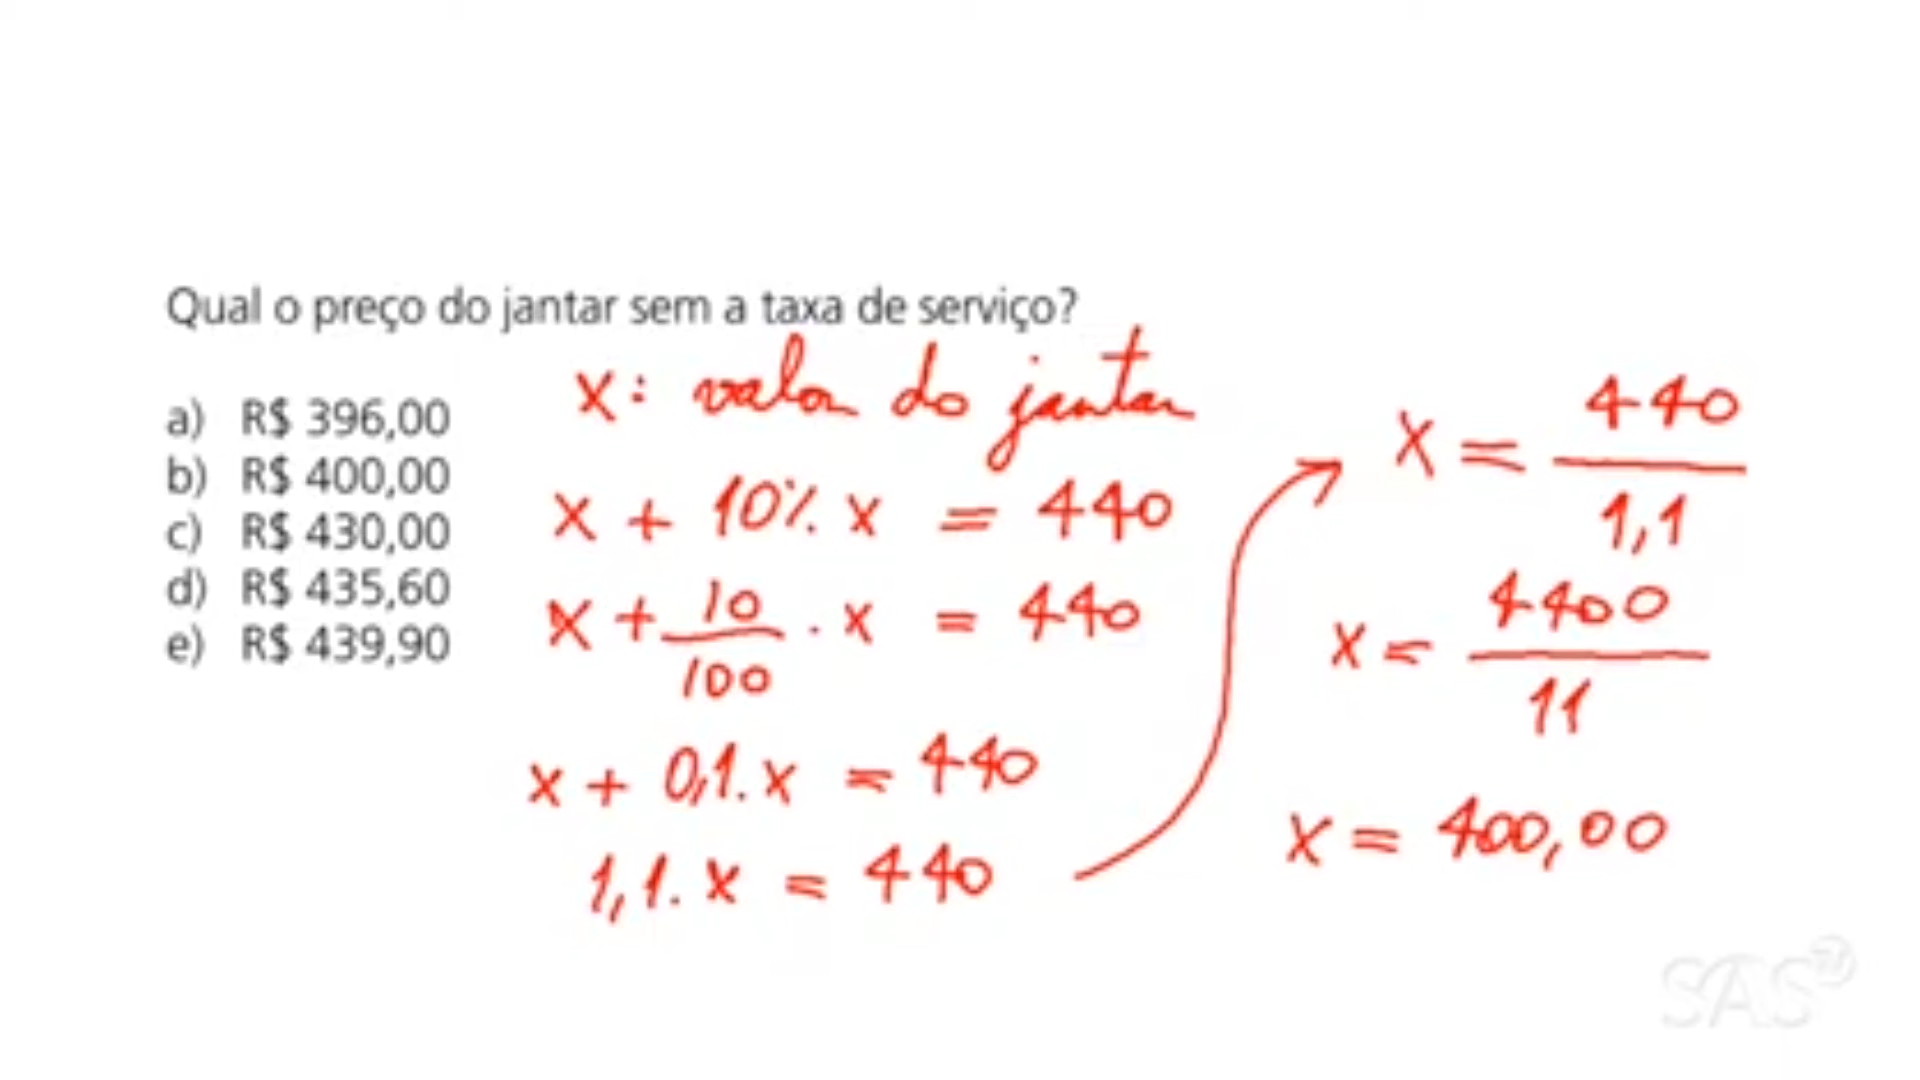 Qual o preço do jantar sem a taxa de serviço?
a) R$ 396,00
b) R$ 400,00
c) R$ 430,00
d) R$ 435,60
e) R$ 439,90
x: valor do jantar
x + 10% x = 440
x + 10/100 . x = 440
x + 0,1. x = 440
1,1. x = 440
x = 440/1,1
x = 4400/11
x = 400,00
SAS